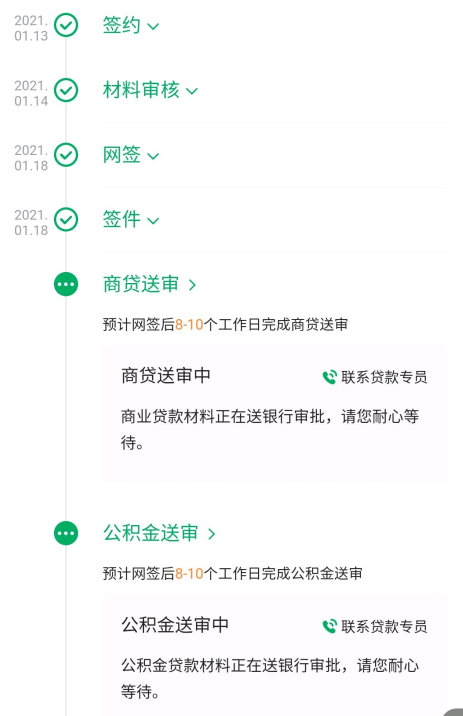 2021.
01.13
签约
2021.
01.14
材料审核
2021.
01.18
网签
2021.
01.18
签件
商贷送审
预计网签后8-10个工作日完成商贷送审
商贷送审中
联系贷款专员
商业贷款材料正在送银行审批，请您耐心等
待。
公积金送审
预计网签后8-10个工作日完成公积金送审
公积金送审中
联系贷款专员
公积金贷款材料正在送银行审批，请您耐心
等待。